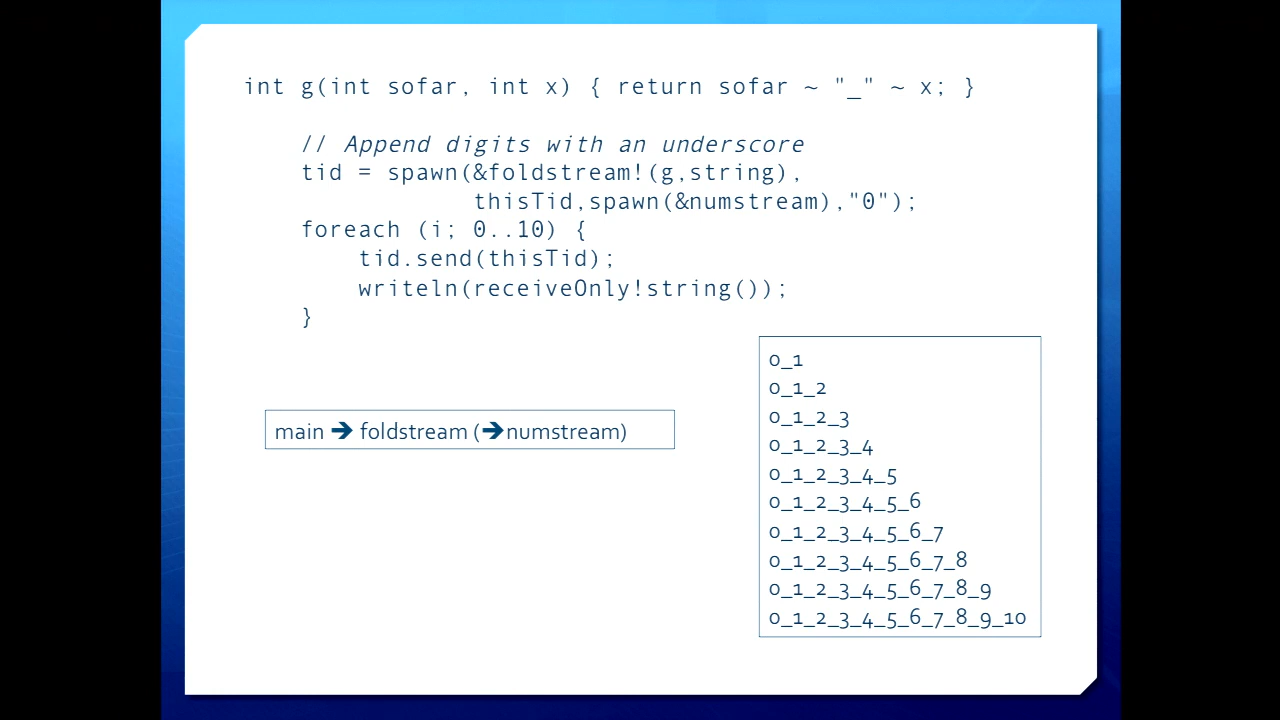 int g(int sofar, int x) { return sofar ~ "_" ~ x; }
// Append digits with an underscore
tid = spawn(&foldstream!(g,string),
thisTid,spawn(&numstream),"0");
foreach (i; 0..10) {
tid.send(thisTid);
writeln(receiveOnly!string());
}
main ➔ foldstream (➔numstream)
0_1
0_1_2
0_1_2_3
0_1_2_3_4
0_1_2_3_4_5
0_1_2_3_4_5_6
0_1_2_3_4_5_6_7
0_1_2_3_4_5_6_7_8
0_1_2_3_4_5_6_7_8_9
0_1_2_3_4_5_6_7_8_9_10